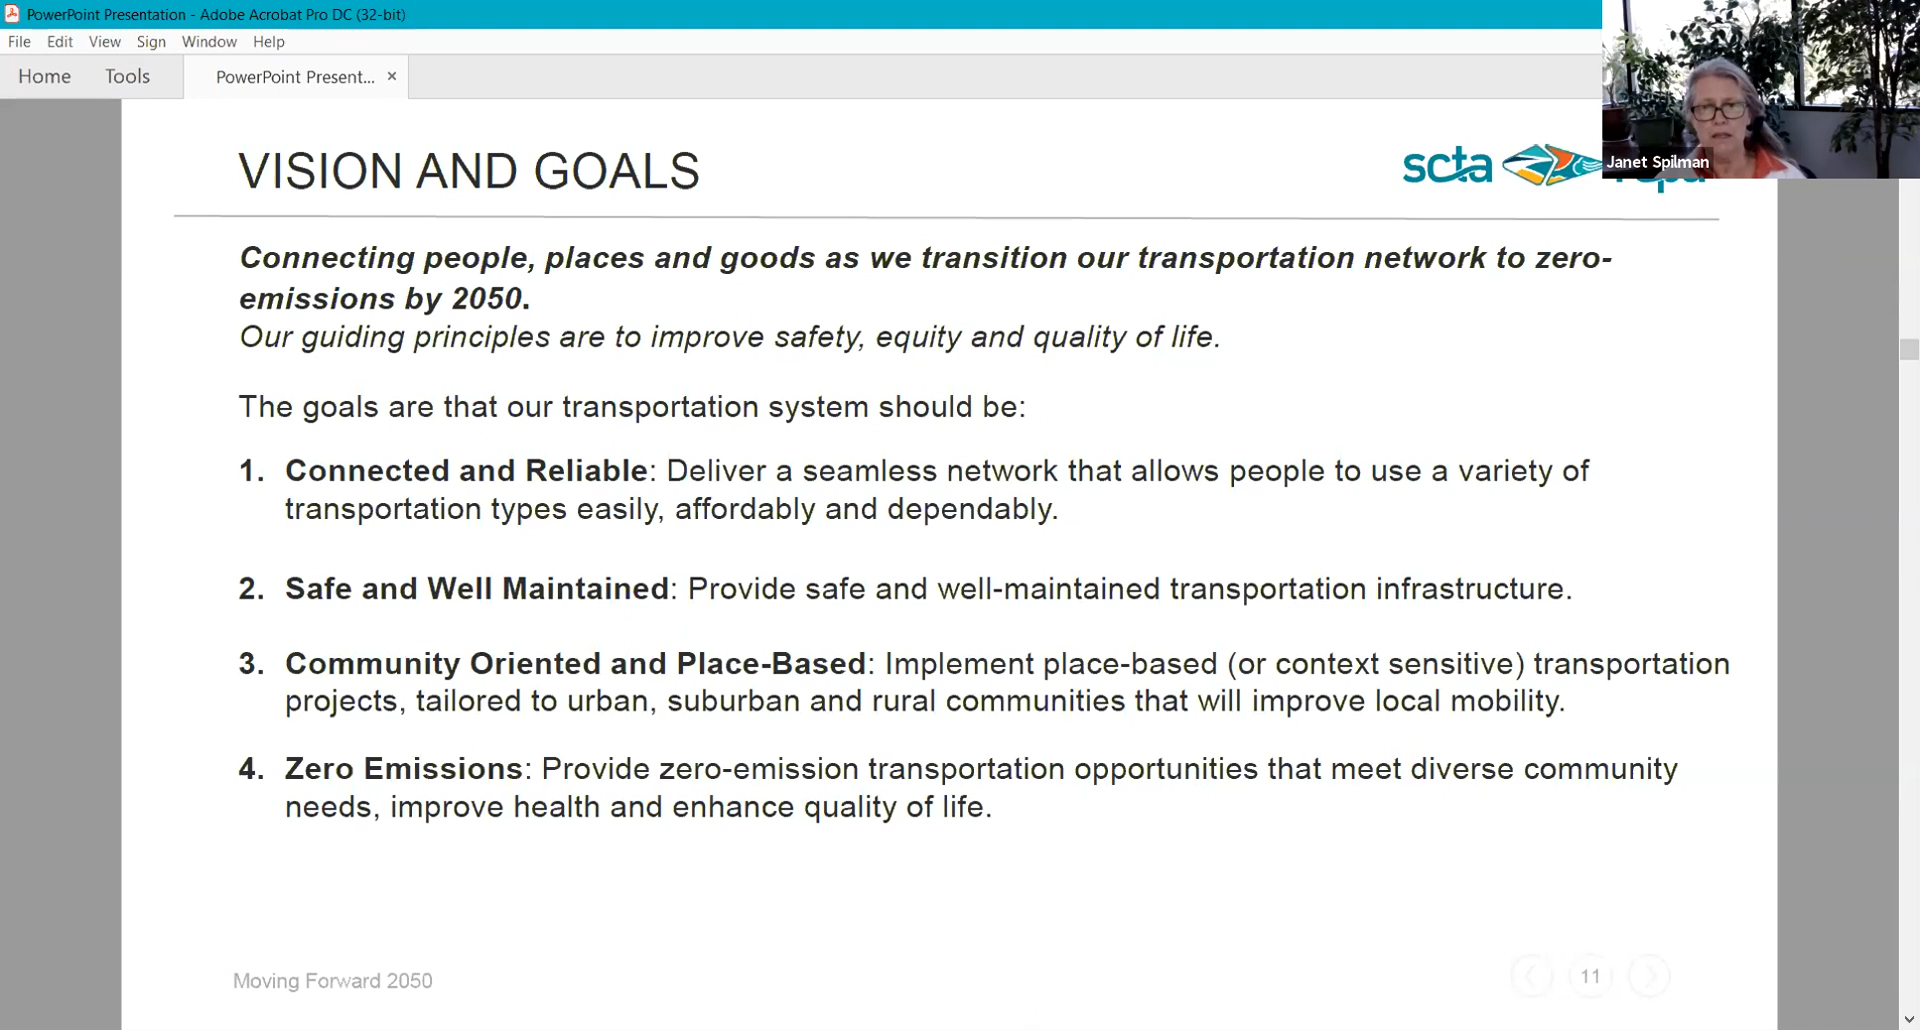 PowerPoint Presentation - Adobe Acrobat Pro DC (32-bit)
File Edit View Sign Window Help
Home Tools PowerPoint Present... ×
VISION AND GOALS
scta
Janet Spilman
Connecting people, places and goods as we transition our transportation network to zero-
emissions by 2050.
Our guiding principles are to improve safety, equity and quality of life.
The goals are that our transportation system should be:
1. Connected and Reliable: Deliver a seamless network that allows people to use a variety of
transportation types easily, affordably and dependably.
2. Safe and Well Maintained: Provide safe and well-maintained transportation infrastructure.
3. Community Oriented and Place-Based: Implement place-based (or context sensitive) transportation
projects, tailored to urban, suburban and rural communities that will improve local mobility.
4. Zero Emissions: Provide zero-emission transportation opportunities that meet diverse community
needs, improve health and enhance quality of life.
Moving Forward 2050
11